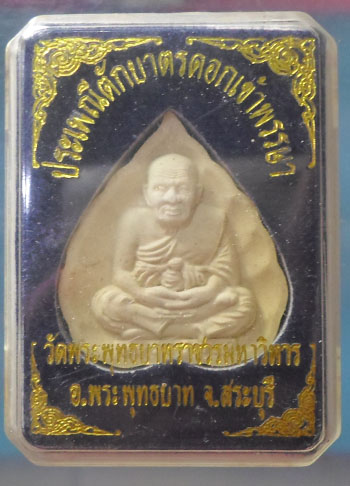 ประเพณีตักบาตรดอกเข้าพรรษา
วัดพระพุทธบาทราชวรมหาวิหาร
อ.พระพุทธบาท จ.สระบุรี